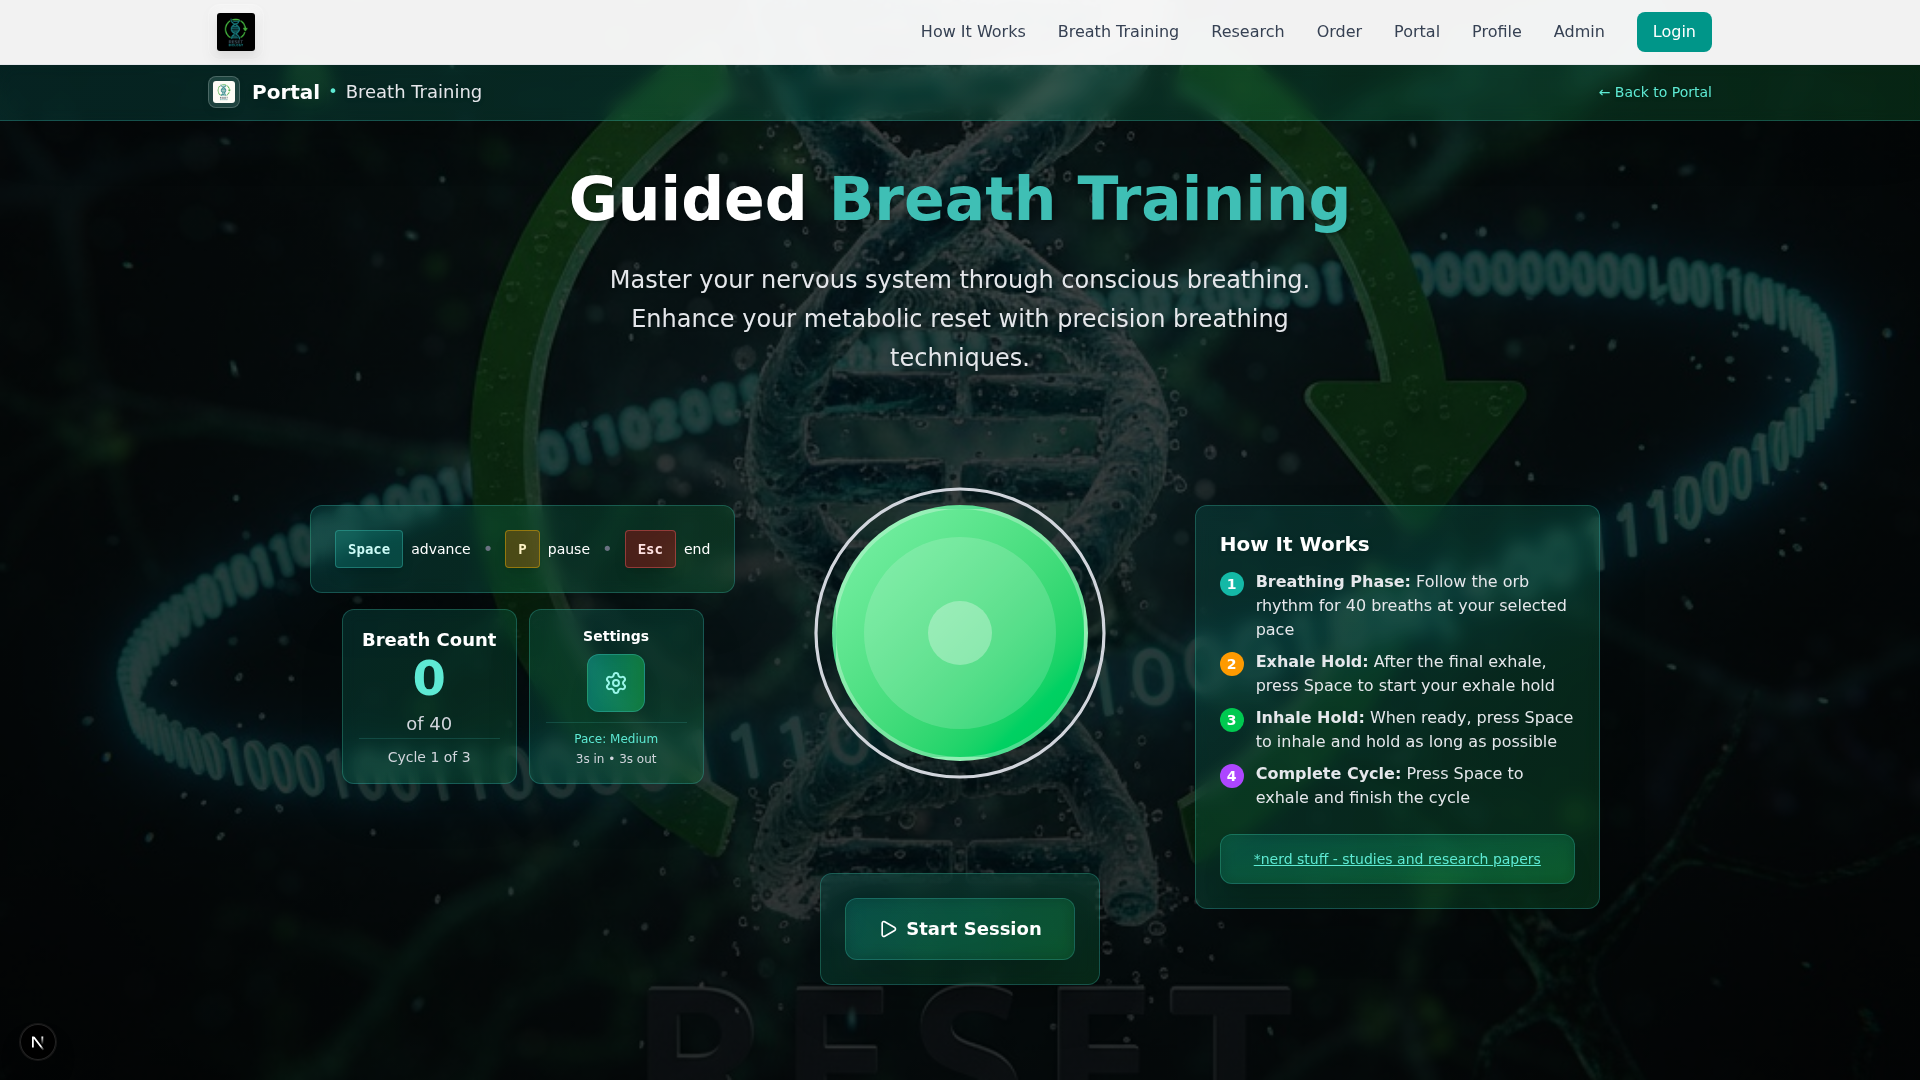 How It Works
Breath Training
Research
Order
Portal
Profile
Admin
Login
Portal • Breath Training
← Back to Portal
Guided Breath Training
Master your nervous system through conscious breathing.
Enhance your metabolic reset with precision breathing
techniques.
Space advance • P pause • Esc end
Breath Count
0
of 40
Cycle 1 of 3
Settings
Pace: Medium
3s in • 3s out
Start Session
How It Works
1 Breathing Phase: Follow the orb
rhythm for 40 breaths at your selected
pace
2 Exhale Hold: After the final exhale,
press Space to start your exhale hold
3 Inhale Hold: When ready, press Space
to inhale and hold as long as possible
4 Complete Cycle: Press Space to
exhale and finish the cycle
*nerd stuff - studies and research papers
RESET
N